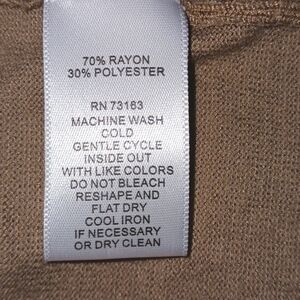 70% RAYON
30% POLYESTER
RN 73163
MACHINE WASH
COLD
GENTLE CYCLE
INSIDE OUT
WITH LIKE COLORS
DO NOT BLEACH
RESHAPE AND
FLAT DRY
COOL IRON
IF NECESSARY
OR DRY CLEAN